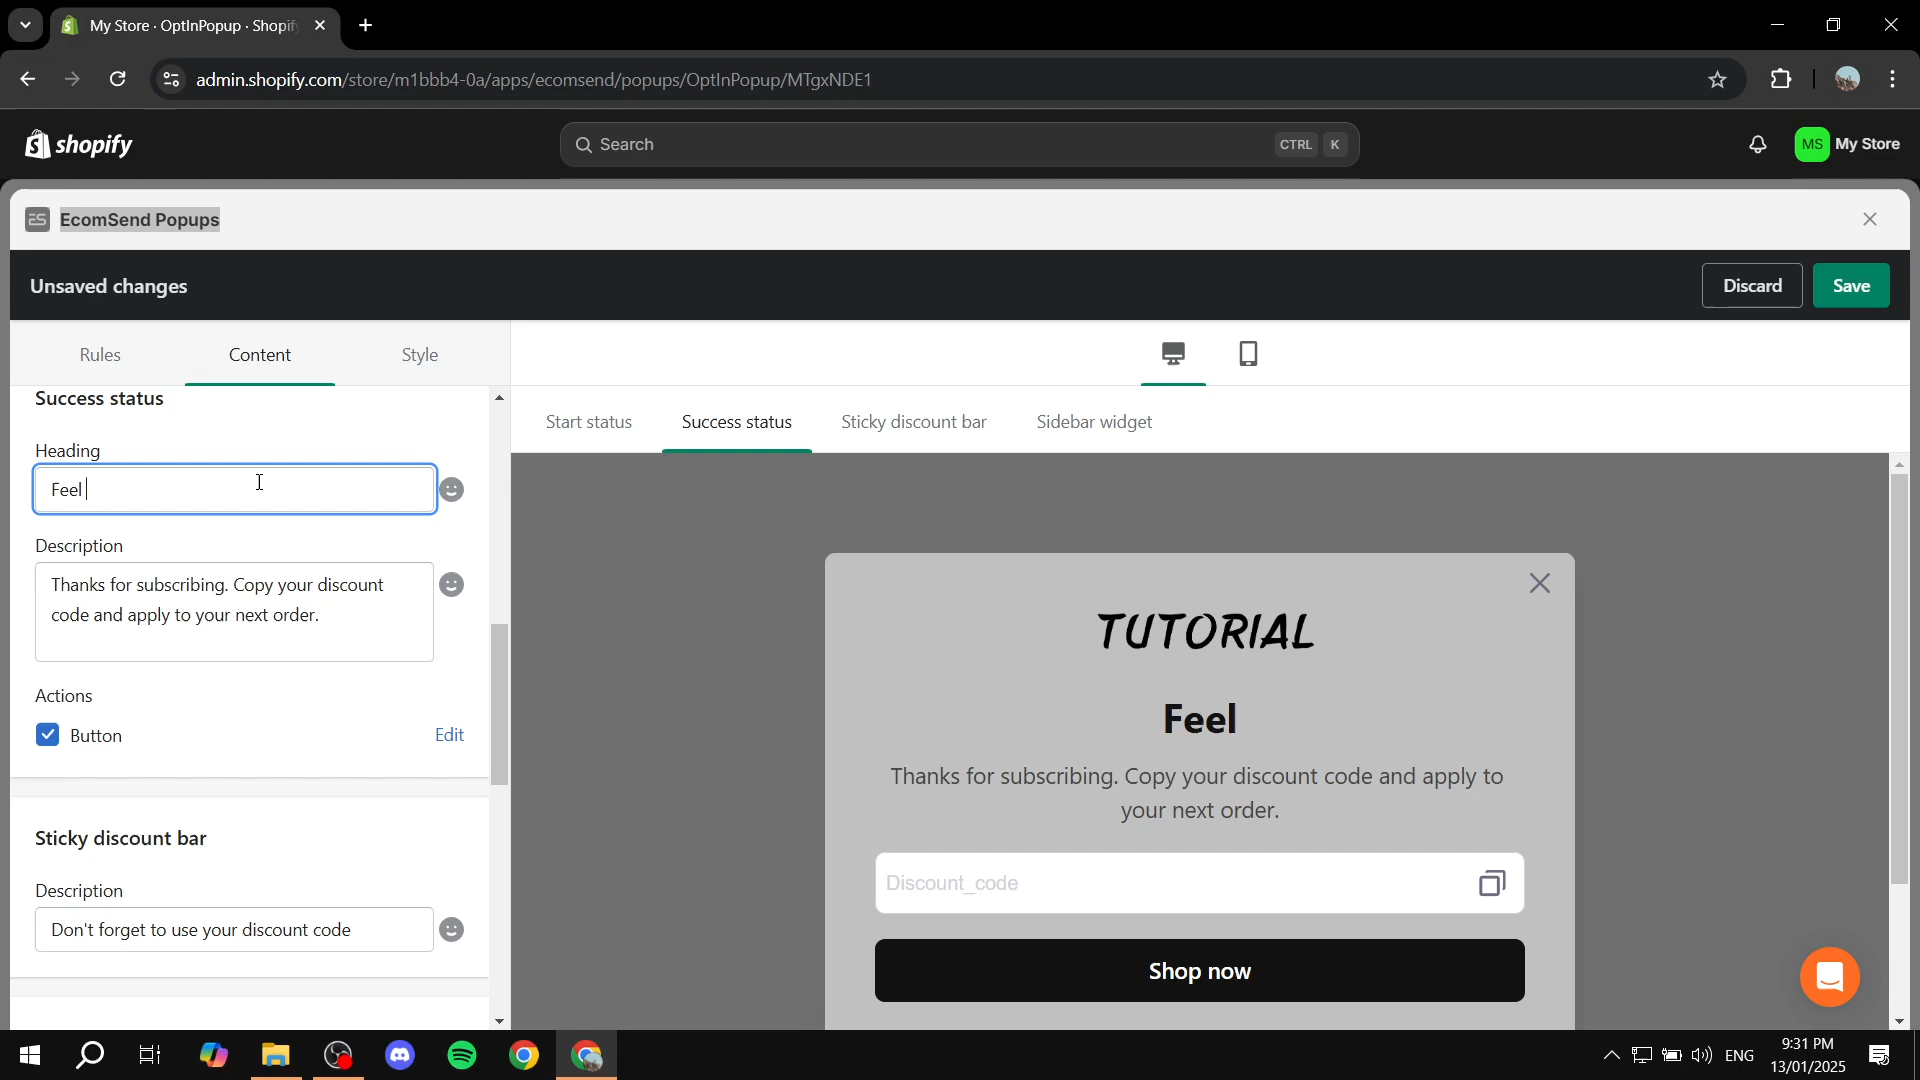 My Store · OptInPopup · Shopif
admin.shopify.com/store/m1bbb4-0a/apps/ecomsend/popups/OptInPopup/MTgxNDE1
shopify
Search
CTRL K
MS My Store
ES EcomSend Popups
Unsaved changes
Discard
Save
Rules
Content
Style
Success status
Heading
Feel
Description
Thanks for subscribing. Copy your discount
code and apply to your next order.
Actions
Button
Edit
Sticky discount bar
Description
Don't forget to use your discount code
Start status
Success status
Sticky discount bar
Sidebar widget
TUTORIAL
Feel
Thanks for subscribing. Copy your discount code and apply to
your next order.
Discount_code
Shop now
ENG
9:31 PM
13/01/2025